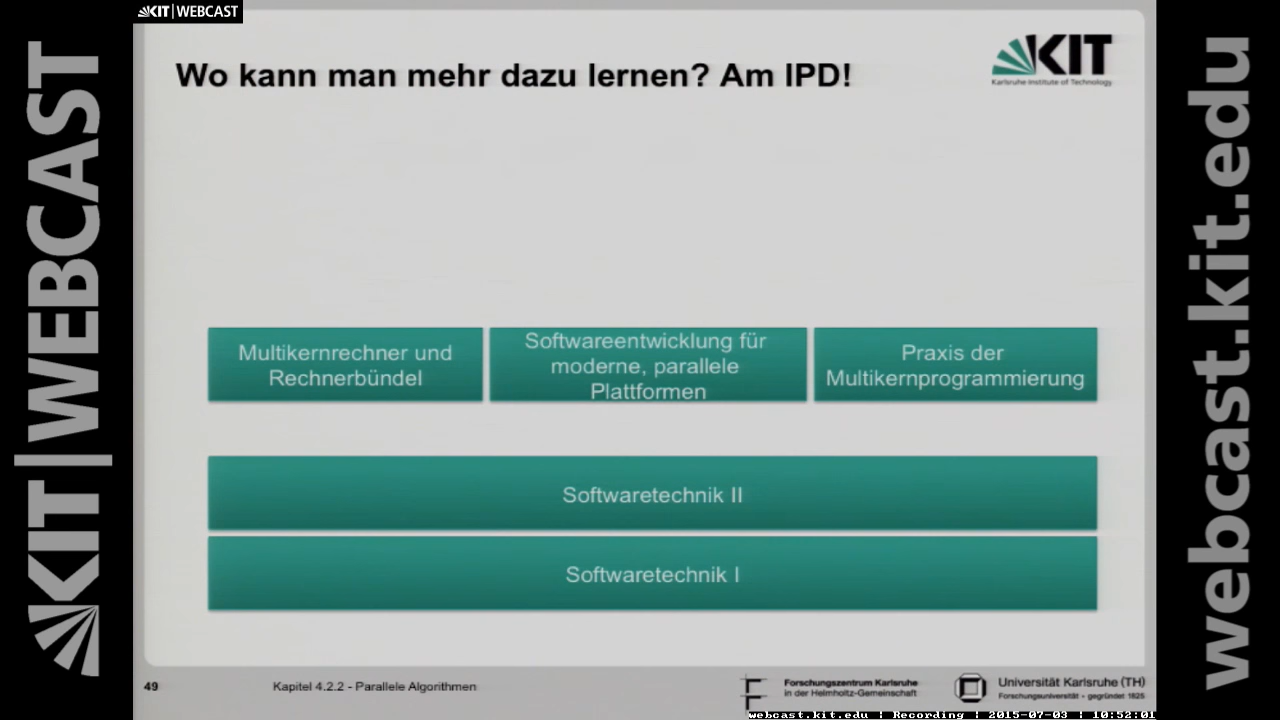 KIT | WEBCAST
KIT | WEBCAST
Wo kann man mehr dazu lernen? Am IPD!
KIT
Karlsruhe Institute of Technology
Multikernrechner und
Rechnerbündel
Softwareentwicklung für
moderne, parallele
Plattformen
Praxis der
Multikernprogrammierung
Softwaretechnik II
Softwaretechnik I
49
Kapitel 4.2.2 - Parallele Algorithmen
Forschungszentrum Karlsruhe
in der Helmholtz-Gemeinschaft
Universität Karlsruhe (TH)
Forschungsuniversität • gegründet 1825
webcast.kit.edu | Recording | 2015-07-03 | 10:52:01
webcast.kit.edu